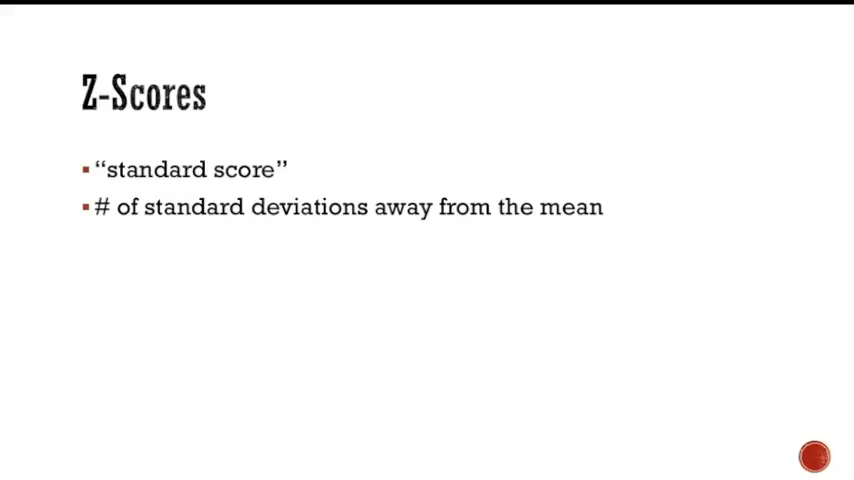 Z-Scores
▪ “standard score”
▪ # of standard deviations away from the mean